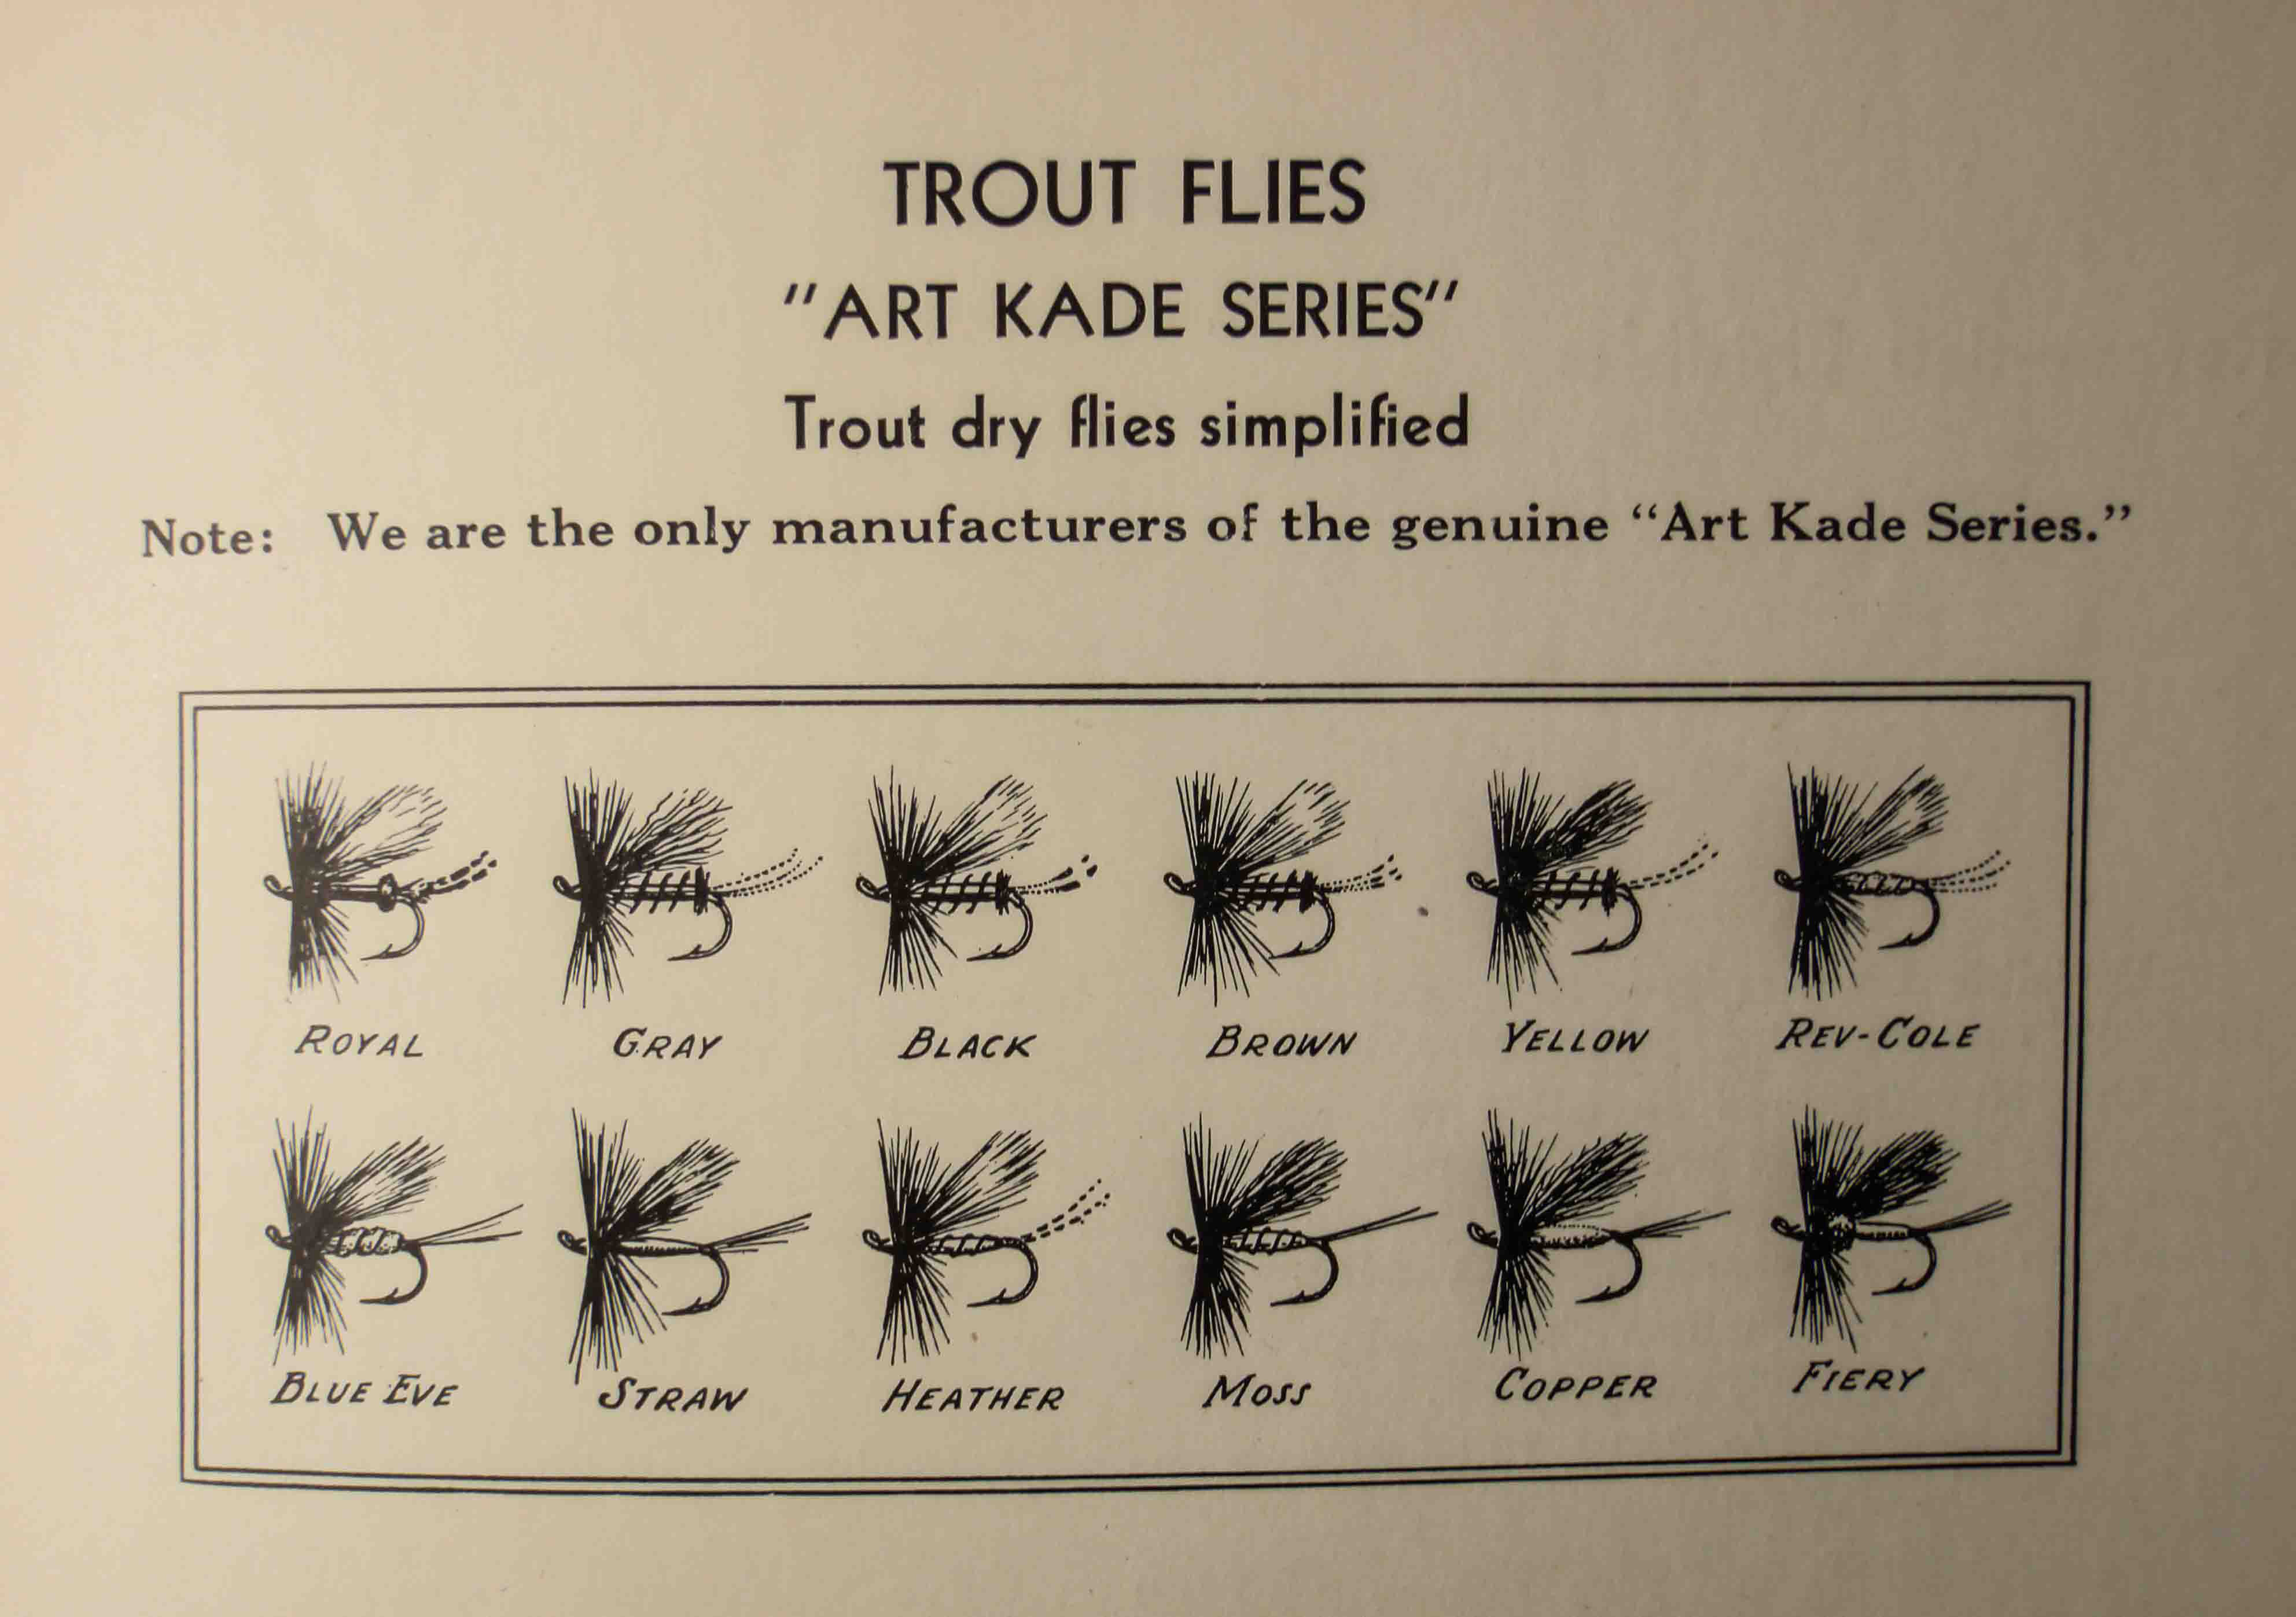 TROUT FLIES
"ART KADE SERIES"
Trout dry flies simplified
Note: We are the only manufacturers of the genuine “Art Kade Series.”
ROYAL GRAY BLACK BROWN YELLOW REV-COLE
BLUE EVE STRAW HEATHER MOSS COPPER FIERY